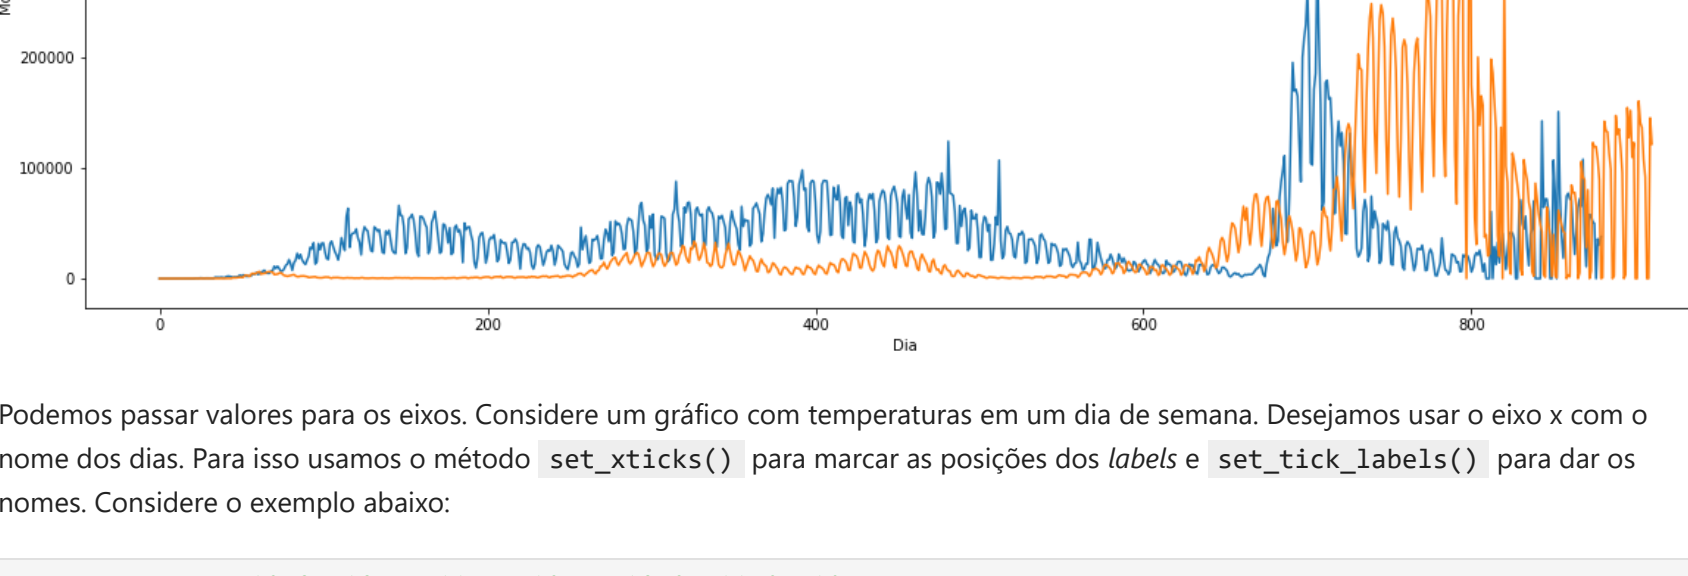 200000
100000
0
0 200 400 600 800
Dia
Podemos passar valores para os eixos. Considere um gráfico com temperaturas em um dia de semana. Desejamos usar o eixo x com o
nome dos dias. Para isso usamos o método set_xticks() para marcar as posições dos labels e set_tick_labels() para dar os
nomes. Considere o exemplo abaixo: